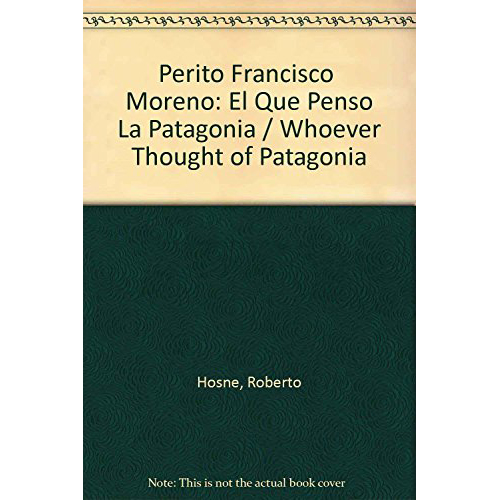 Perito Francisco
Moreno: El Que Penso
La Patagonia / Whoever
Thought of Patagonia
Hosne, Roberto
Note: This is not the actual book cover